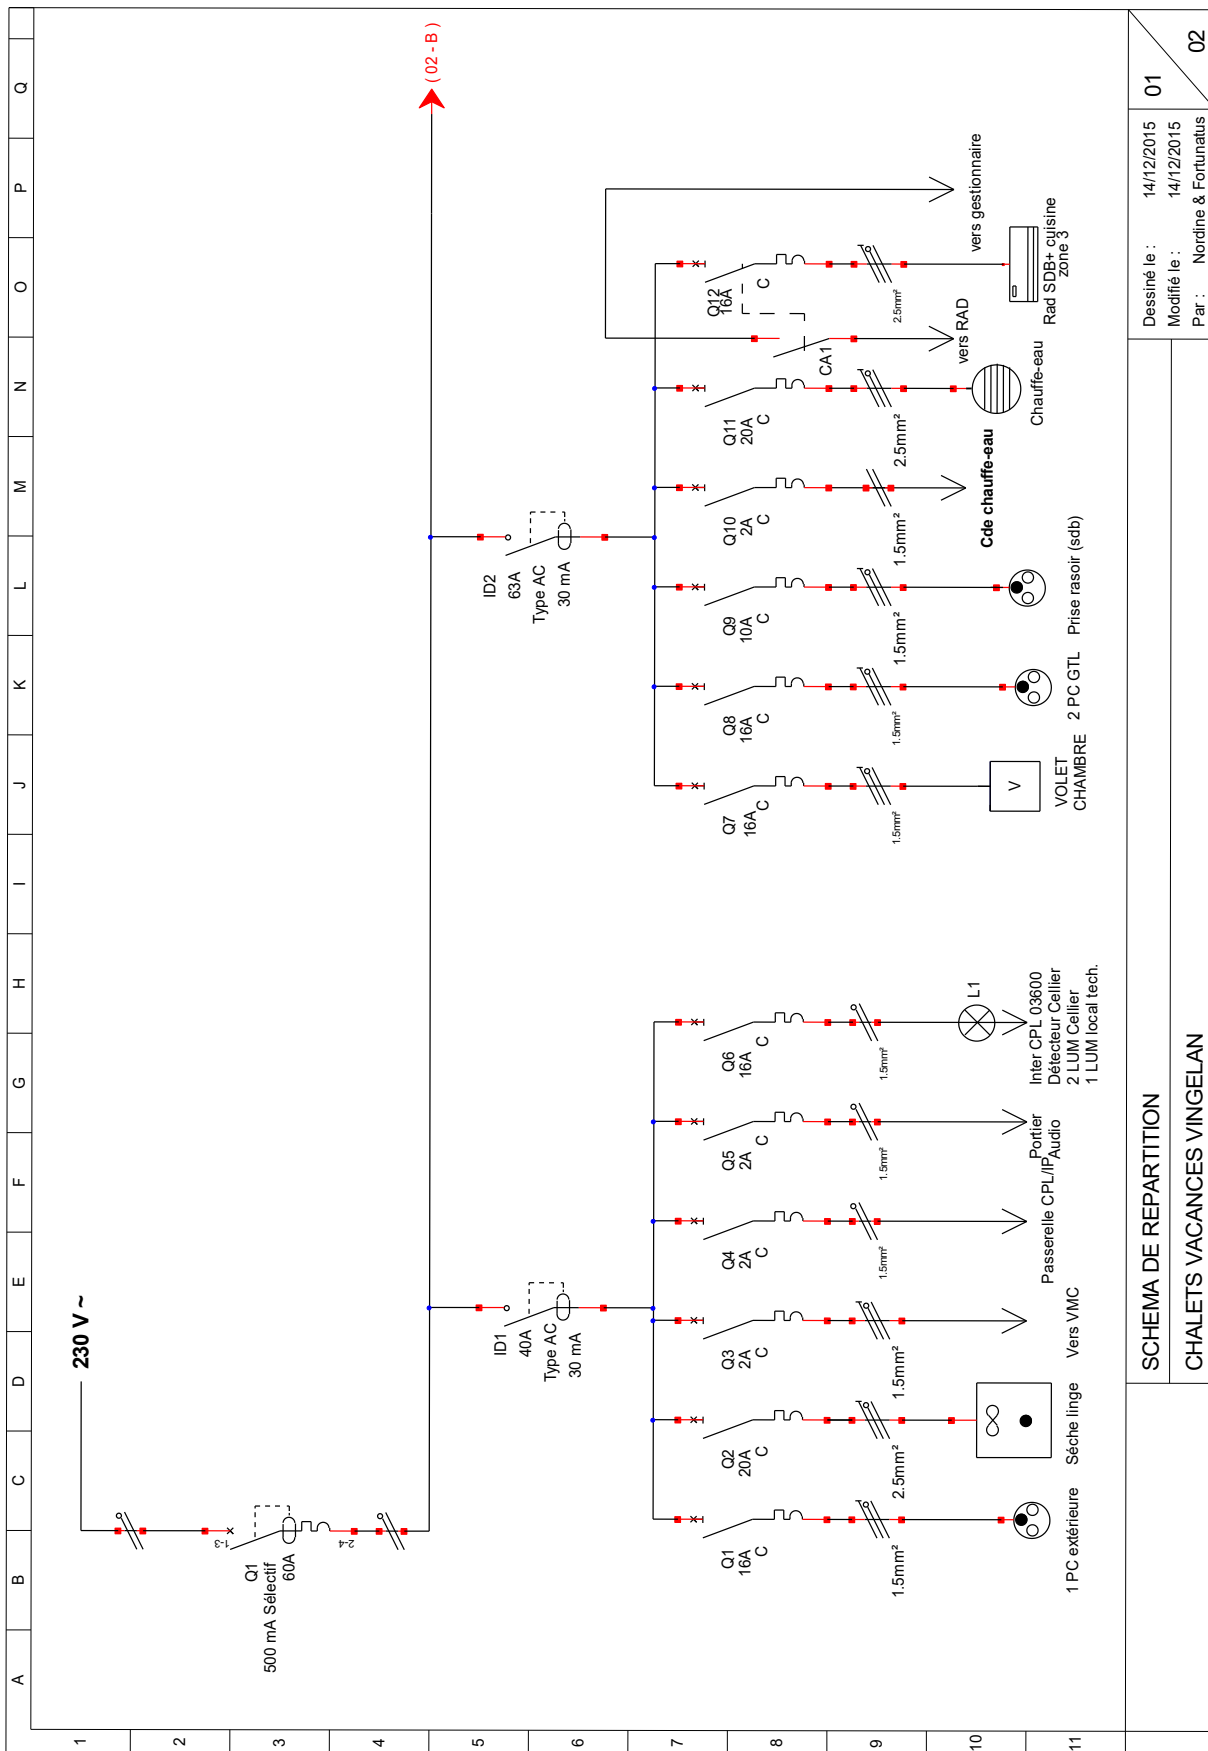 A
B
C
D
E
F
G
H
I
J
K
L
M
N
O
P
Q
1
2
3
4
5
6
7
8
9
10
11
230 V ~
1-3
Q1
500 mA Sélectif
60A
2-4
( 02 - B )
ID1
40A
Type AC
30 mA
ID2
63A
Type AC
30 mA
Q1
16A
C
1.5mm²
1 PC extérieure
Q2
20A
C
2.5mm²
Séche linge
Q3
2A
C
1.5mm²
Vers VMC
Q4
2A
C
1.5mm²
Passerelle CPL/IP
Q5
2A
C
1.5mm²
Portier
Audio
Q6
16A
C
1.5mm²
L1
Inter CPL 03600
Détecteur Cellier
2 LUM Cellier
1 LUM local tech.
Q7
16A
C
1.5mm²
V
VOLET
CHAMBRE
Q8
16A
C
1.5mm²
2 PC GTL
Q9
10A
C
1.5mm²
Prise rasoir (sdb)
Q10
2A
C
1.5mm²
Cde chauffe-eau
Q11
20A
C
2.5mm²
Chauffe-eau
CA1
vers RAD
Q12
16A
C
2.5mm²
Rad SDB+ cuisine
zone 3
vers gestionnaire
SCHEMA DE REPARTITION
CHALETS VACANCES VINGELAN
Dessiné le : 14/12/2015
Modifié le : 14/12/2015
Par : Nordine & Fortunatus
01
02